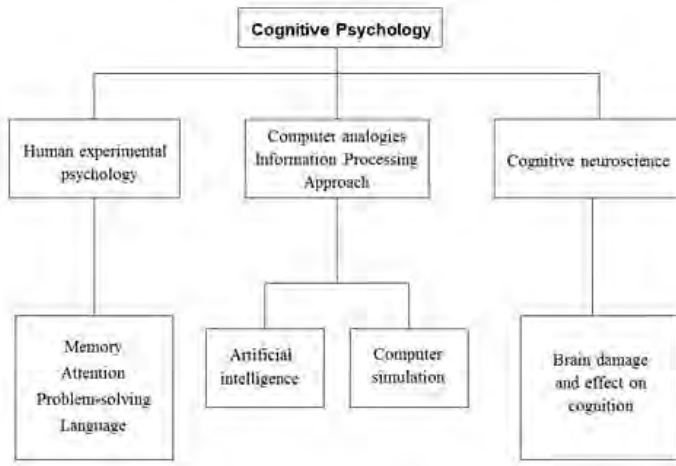 Cognitive Psychology
Human experimental
psychology
Computer analogies
Information Processing
Approach
Cognitive neuroscience
Memory
Attention
Problem-solving
Language
Artificial
intelligence
Computer
simulation
Brain damage
and effect on
cognition